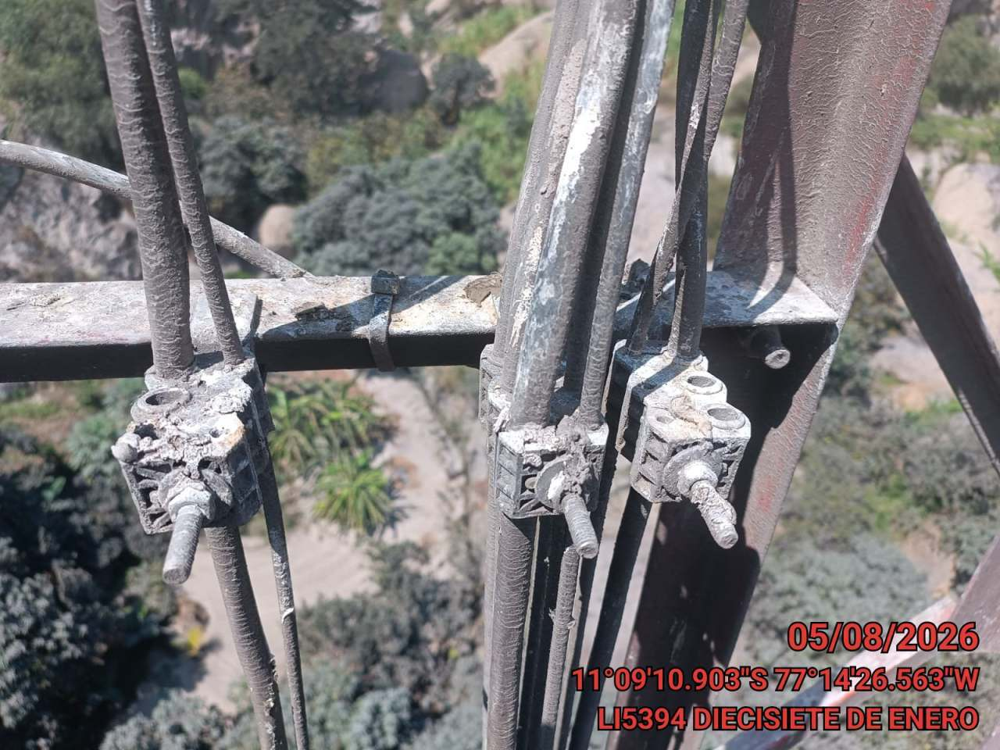 05/08/2026
11°09'10.903"S 77°14'26.563"W
LI5394 DIECISIETE DE ENERO